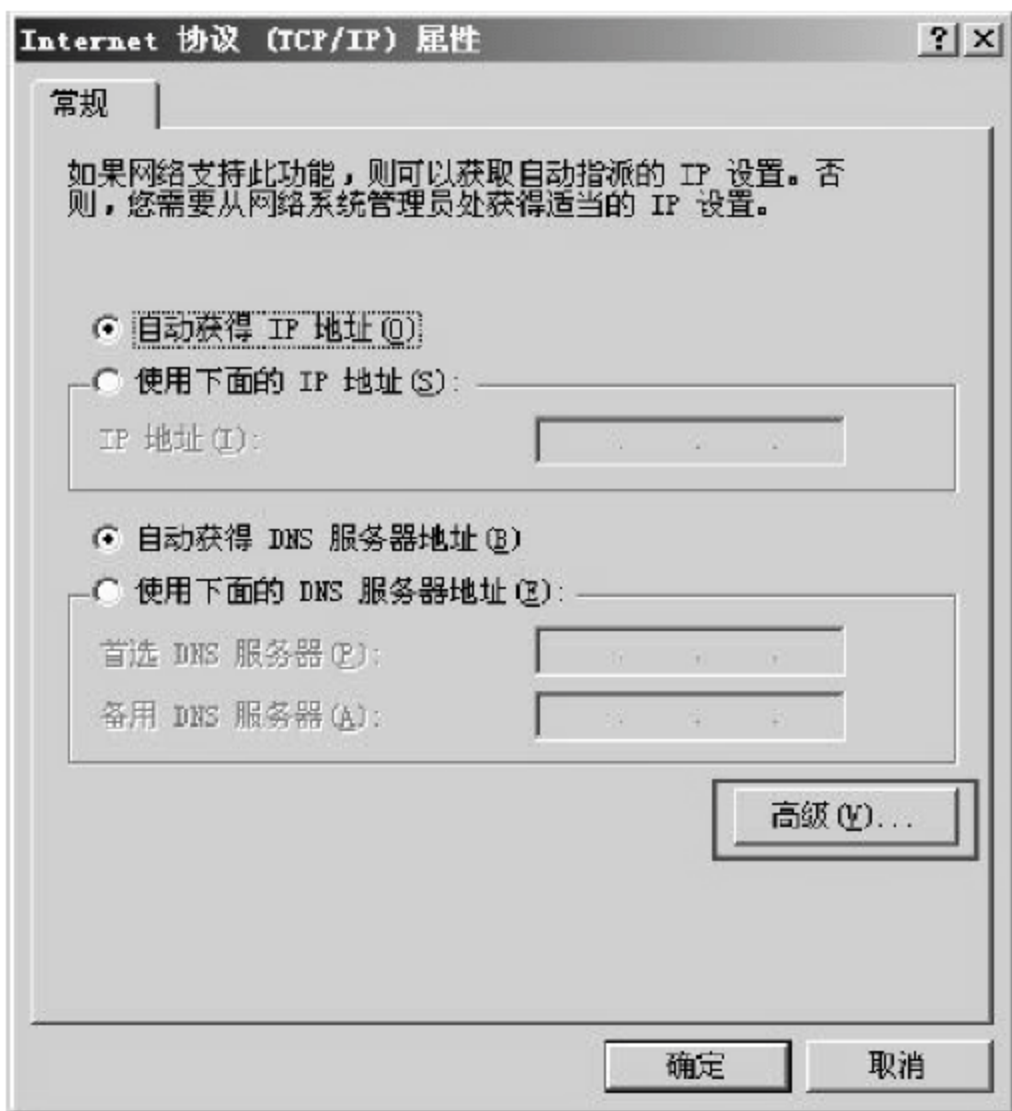 Internet 协议 (TCP/IP) 属性
常规
如果网络支持此功能，则可以获取自动指派的 IP 设置。否
则，您需要从网络系统管理员处获得适当的 IP 设置。
自动获得 IP 地址(O)
使用下面的 IP 地址(S):
IP 地址(I):
自动获得 DNS 服务器地址(B)
使用下面的 DNS 服务器地址(E):
首选 DNS 服务器(P):
备用 DNS 服务器(A):
高级(V)...
确定
取消